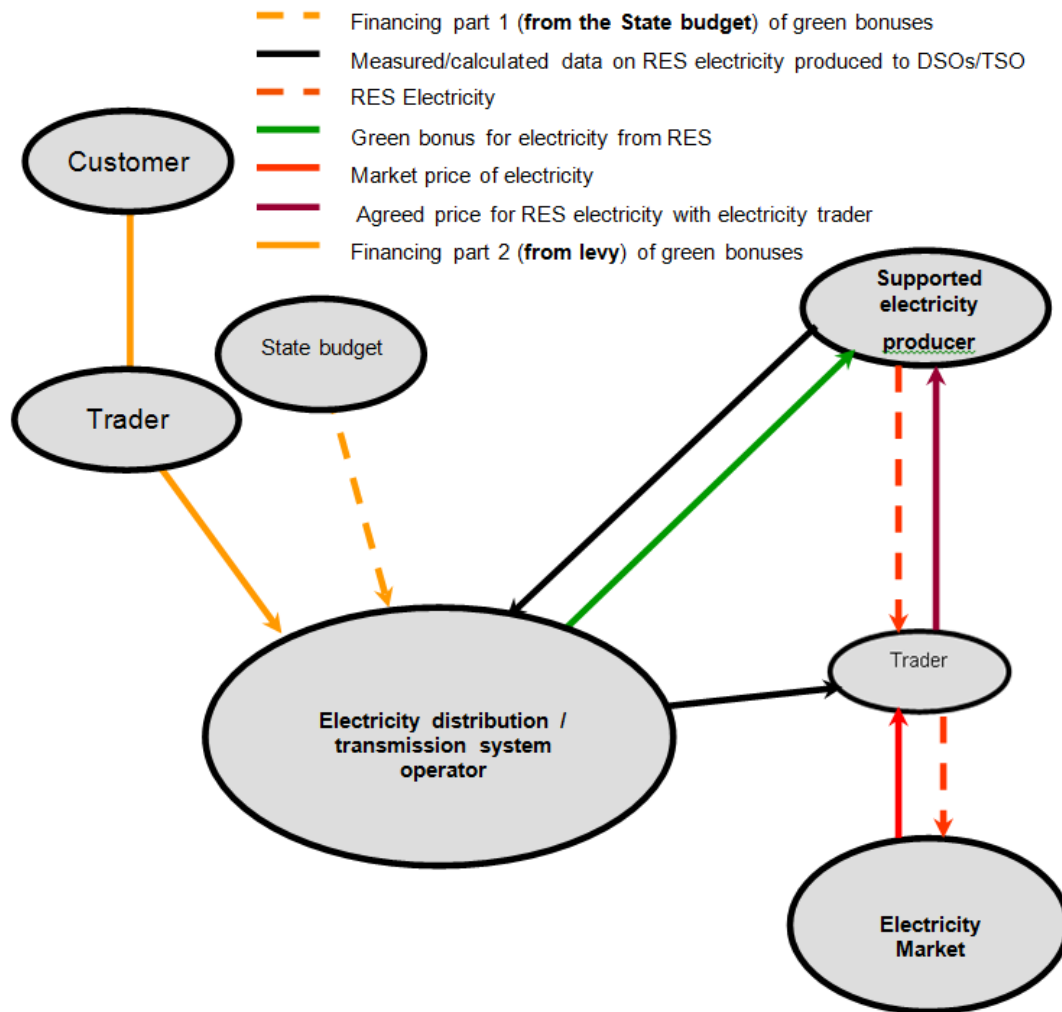 Financing part 1 (from the State budget) of green bonuses
Measured/calculated data on RES electricity produced to DSOs/TSO
RES Electricity
Green bonus for electricity from RES
Market price of electricity
Agreed price for RES electricity with electricity trader
Financing part 2 (from levy) of green bonuses
Customer
Supported
electricity
producer
State budget
Trader
Trader
Electricity distribution /
transmission system
operator
Electricity
Market